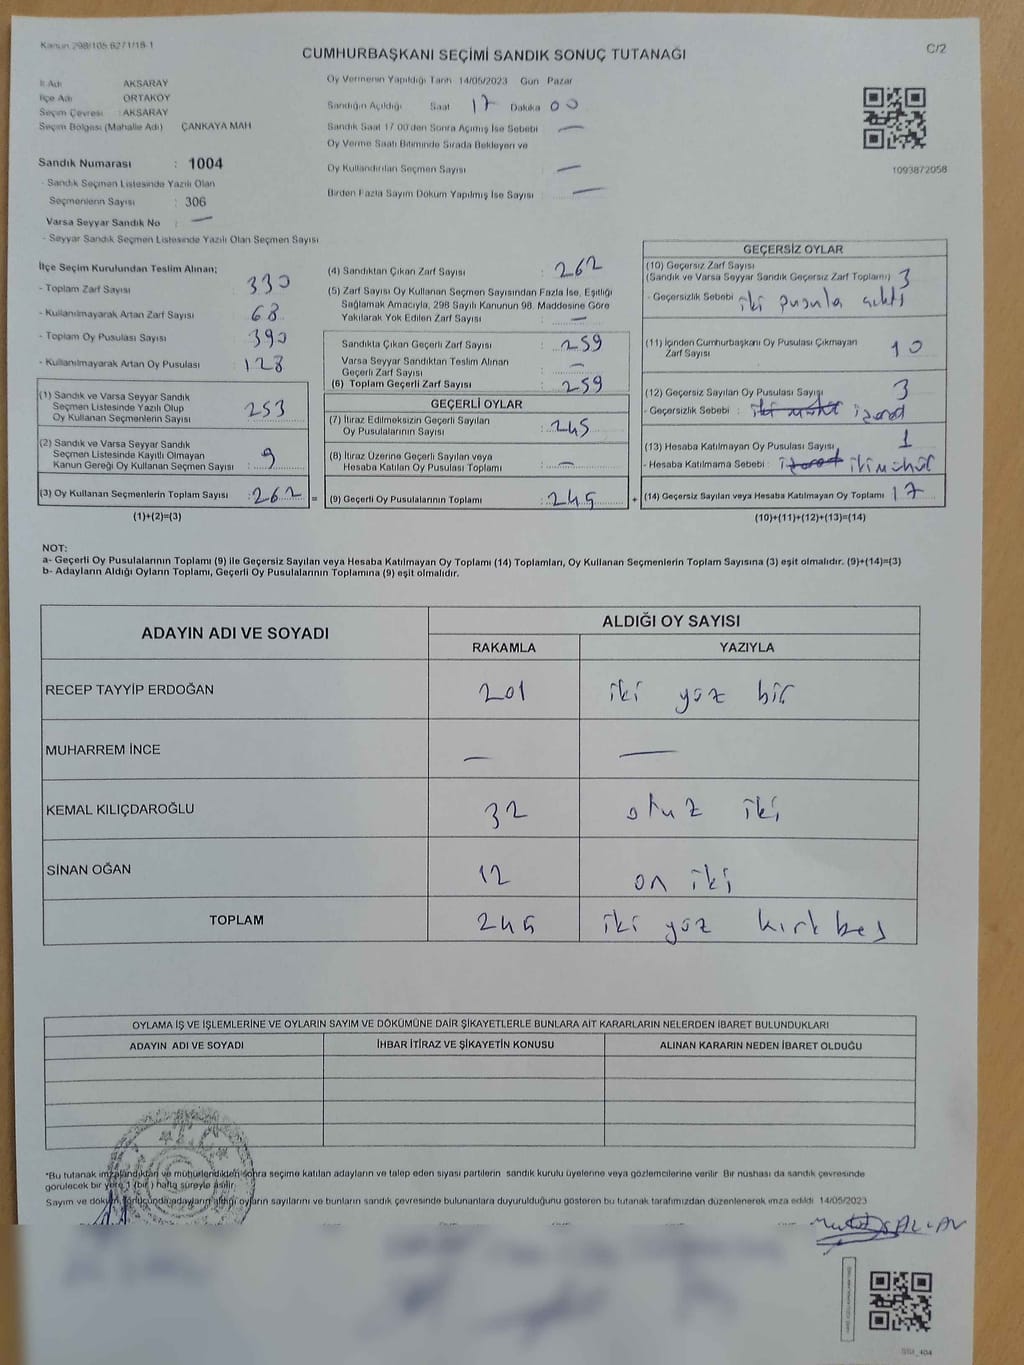 Kanun 298/105.6271/18-1
C/2
CUMHURBAŞKANI SEÇİMİ SANDIK SONUÇ TUTANAĞI
İl Adı : AKSARAY
İlçe Adı : ORTAKÖY
Seçim Çevresi : AKSARAY
Seçim Bölgesi (Mahalle Adı) ÇANKAYA MAH
Sandık Numarası : 1004
- Sandık Seçmen Listesinde Yazılı Olan
Seçmenlerin Sayısı : 306
Varsa Seyyar Sandık No : —
- Seyyar Sandık Seçmen Listesinde Yazılı Olan Seçmen Sayısı
Oy Vermenin Yapıldığı Tarih 14/05/2023 Gün Pazar
Sandığın Açıldığı Saat 17 Dakika 00
Sandık Saat 17.00'den Sonra Açılmış İse Sebebi —
Oy Verme Saati Bitiminde Sırada Bekleyen ve
Oy Kullandırılan Seçmen Sayısı —
Birden Fazla Sayım Döküm Yapılmış İse Sayısı : —
1093872058
İlçe Seçim Kurulundan Teslim Alınan;
- Toplam Zarf Sayısı : 330
- Kullanılmayarak Artan Zarf Sayısı : 68
- Toplam Oy Pusulası Sayısı : 390
- Kullanılmayarak Artan Oy Pusulası : 128
(1) Sandık ve Varsa Seyyar Sandık
Seçmen Listesinde Yazılı Olup
Oy Kullanan Seçmenlerin Sayısı : 253
(2) Sandık ve Varsa Seyyar Sandık
Seçmen Listesinde Kayıtlı Olmayan
Kanun Gereği Oy Kullanan Seçmen Sayısı : 9
(3) Oy Kullanan Seçmenlerin Toplam Sayısı : 262 =
(1)+(2)=(3)
(4) Sandıktan Çıkan Zarf Sayısı : 262
(5) Zarf Sayısı Oy Kullanan Seçmen Sayısından Fazla İse, Eşitliği
Sağlamak Amacıyla, 298 Sayılı Kanunun 98. Maddesine Göre
Yakılarak Yok Edilen Zarf Sayısı : —
Sandıkta Çıkan Geçerli Zarf Sayısı : 259
Varsa Seyyar Sandıktan Teslim Alınan
Geçerli Zarf Sayısı : —
(6) Toplam Geçerli Zarf Sayısı : 259
GEÇERLİ OYLAR
(7) İtiraz Edilmeksizin Geçerli Sayılan
Oy Pusulalarının Sayısı : 245
(8) İtiraz Üzerine Geçerli Sayılan veya
Hesaba Katılan Oy Pusulası Toplamı : —
(9) Geçerli Oy Pusulalarının Toplamı : 245 +
GEÇERSİZ OYLAR
(10) Geçersiz Zarf Sayısı
(Sandık ve Varsa Seyyar Sandık Geçersiz Zarf Toplamı) 3
- Geçersizlik Sebebi : iki pusula çıktı
(11) İçinden Cumhurbaşkanı Oy Pusulası Çıkmayan
Zarf Sayısı 10
(12) Geçersiz Sayılan Oy Pusulası Sayısı 3
- Geçersizlik Sebebi : iki mühür
(13) Hesaba Katılmayan Oy Pusulası Sayısı 1
- Hesaba Katılmama Sebebi : iki mühür
(14) Geçersiz Sayılan veya Hesaba Katılmayan Oy Toplamı 17
(10)+(11)+(12)+(13)=(14)
NOT:
a- Geçerli Oy Pusulalarının Toplamı (9) ile Geçersiz Sayılan veya Hesaba Katılmayan Oy Toplamı (14) Toplamları, Oy Kullanan Seçmenlerin Toplam Sayısına (3) eşit olmalıdır. (9)+(14)=(3)
b- Adayların Aldığı Oyların Toplamı, Geçerli Oy Pusulalarının Toplamına (9) eşit olmalıdır.
ADAYIN ADI VE SOYADI
ALDIĞI OY SAYISI
RAKAMLA YAZIYLA
RECEP TAYYİP ERDOĞAN 201 iki yüz bir
MUHARREM İNCE — —
KEMAL KILIÇDAROĞLU 32 otuz iki
SİNAN OĞAN 12 on iki
TOPLAM 245 iki yüz kırk beş
OYLAMA İŞ VE İŞLEMLERİNE VE OYLARIN SAYIM VE DÖKÜMÜNE DAİR ŞİKAYETLERLE BUNLARA AİT KARARLARIN NELERDEN İBARET BULUNDUKLARI
ADAYIN ADI VE SOYADI İHBAR İTİRAZ VE ŞİKAYETİN KONUSU ALINAN KARARIN NEDEN İBARET OLDUĞU
*Bu tutanak imzalandıktan ve mühürlendikten sonra seçime katılan adayların ve talep eden siyasi partilerin sandık kurulu üyelerine veya gözlemcilerine verilir. Bir nüshası da sandık çevresinde
görülecek bir yere 1 (bir) hafta süreyle asılır.
Sayım ve döküm sonucunda adayların aldığı oyların sayılarını ve bunların sandık çevresinde bulunanlara duyurulduğunu gösteren bu tutanak tarafımızdan düzenlenerek imza edildi. 14/05/2023